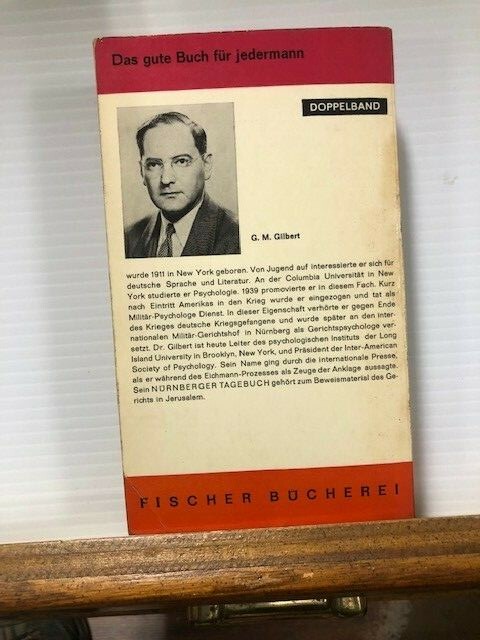 Das gute Buch für jedermann
DOPPELBAND
G. M. Gilbert
wurde 1911 in New York geboren. Von Jugend auf interessierte er sich für
deutsche Sprache und Literatur. An der Columbia Universität in New
York studierte er Psychologie. 1939 promovierte er in diesem Fach. Kurz
nach Eintritt Amerikas in den Krieg wurde er eingezogen und tat als
Militär-Psychologe Dienst. In dieser Eigenschaft verhörte er gegen Ende
des Krieges deutsche Kriegsgefangene und wurde später an den inter-
nationalen Militär-Gerichtshof in Nürnberg als Gerichtspsychologe ver-
setzt. Dr. Gilbert ist heute Leiter des psychologischen Instituts der Long
Island University in Brooklyn, New York, und Präsident der Inter-American
Society of Psychology. Sein Name ging durch die internationale Presse,
als er während des Eichmann-Prozesses als Zeuge der Anklage aussagte.
Sein NÜRNBERGER TAGEBUCH gehört zum Beweismaterial des Ge-
richts in Jerusalem.
FISCHER BÜCHEREI